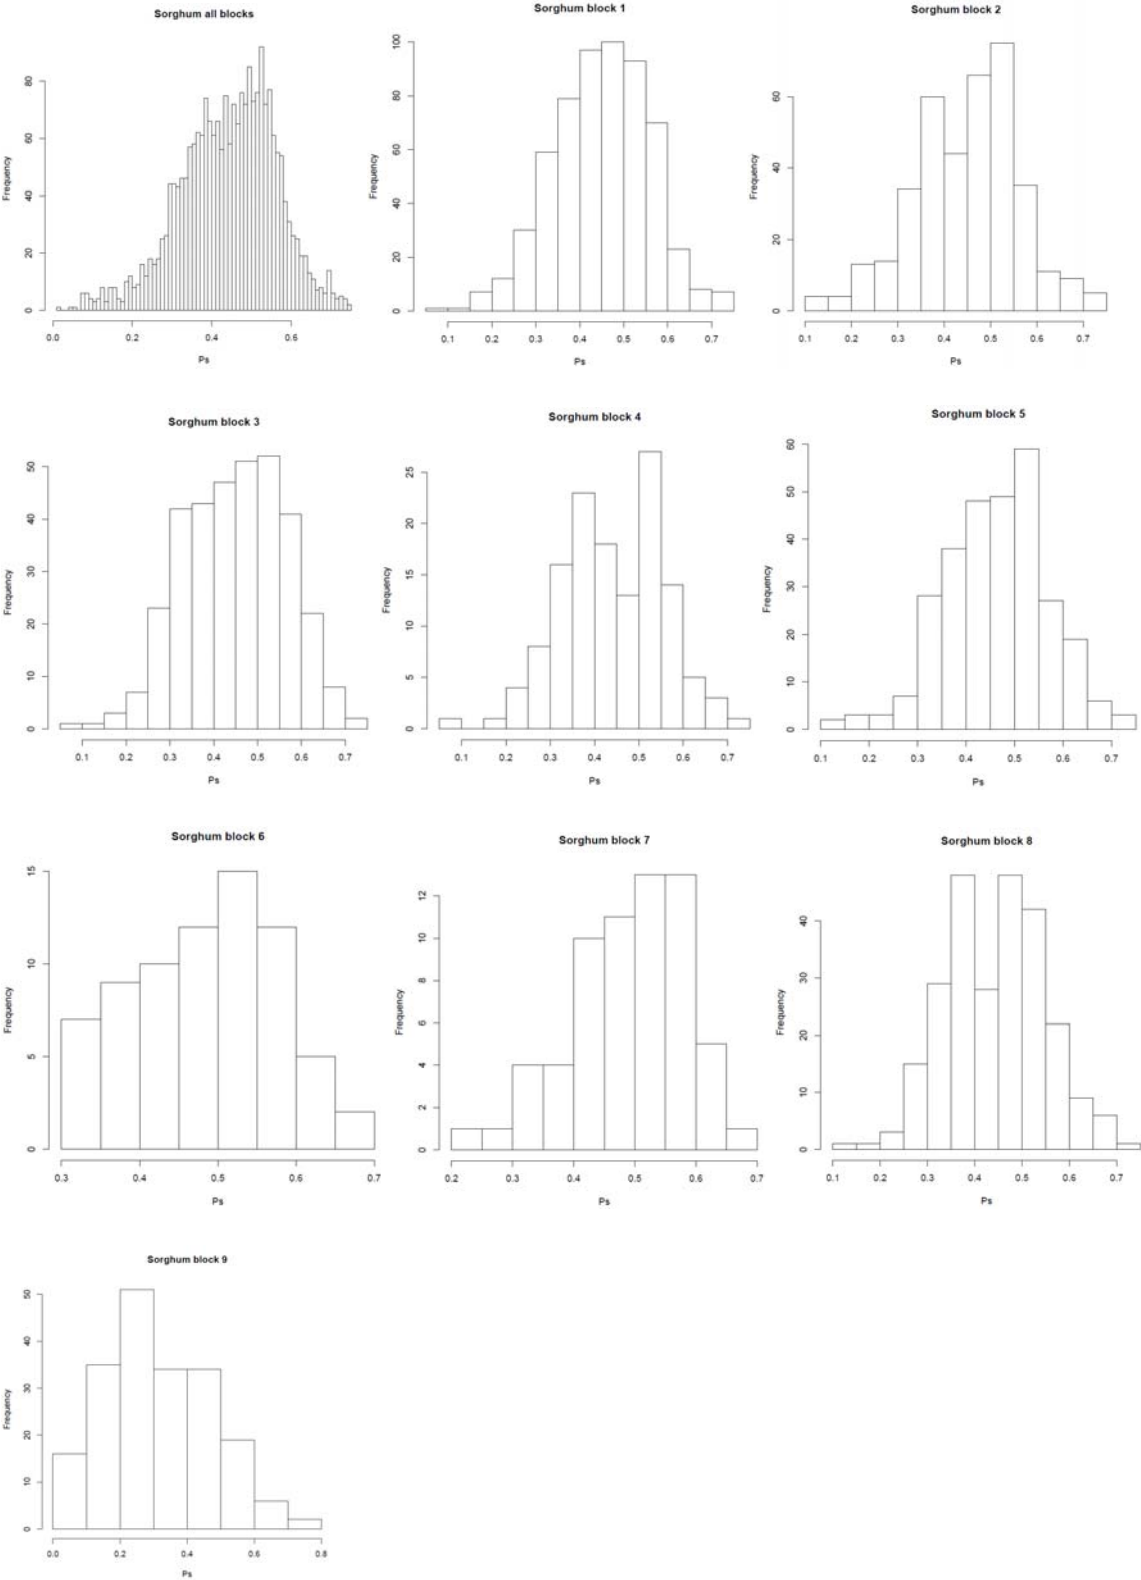 Sorghum all blocks
Frequency
80
60
40
20
0
0.0 0.2 0.4 0.6
Ps
Sorghum block 1
Frequency
100
80
60
40
20
0
0.1 0.2 0.3 0.4 0.5 0.6 0.7
Ps
Sorghum block 2
Frequency
60
40
20
0
0.1 0.2 0.3 0.4 0.5 0.6 0.7
Ps
Sorghum block 3
Frequency
50
40
30
20
10
0
0.1 0.2 0.3 0.4 0.5 0.6 0.7
Ps
Sorghum block 4
Frequency
25
20
15
10
5
0
0.1 0.2 0.3 0.4 0.5 0.6 0.7
Ps
Sorghum block 5
Frequency
60
50
40
30
20
10
0
0.1 0.2 0.3 0.4 0.5 0.6 0.7
Ps
Sorghum block 6
Frequency
15
10
5
0
0.3 0.4 0.5 0.6 0.7
Ps
Sorghum block 7
Frequency
12
10
8
6
4
2
0
0.2 0.3 0.4 0.5 0.6 0.7
Ps
Sorghum block 8
Frequency
40
30
20
10
0
0.1 0.2 0.3 0.4 0.5 0.6 0.7
Ps
Sorghum block 9
Frequency
50
40
30
20
10
0
0.0 0.2 0.4 0.6 0.8
Ps